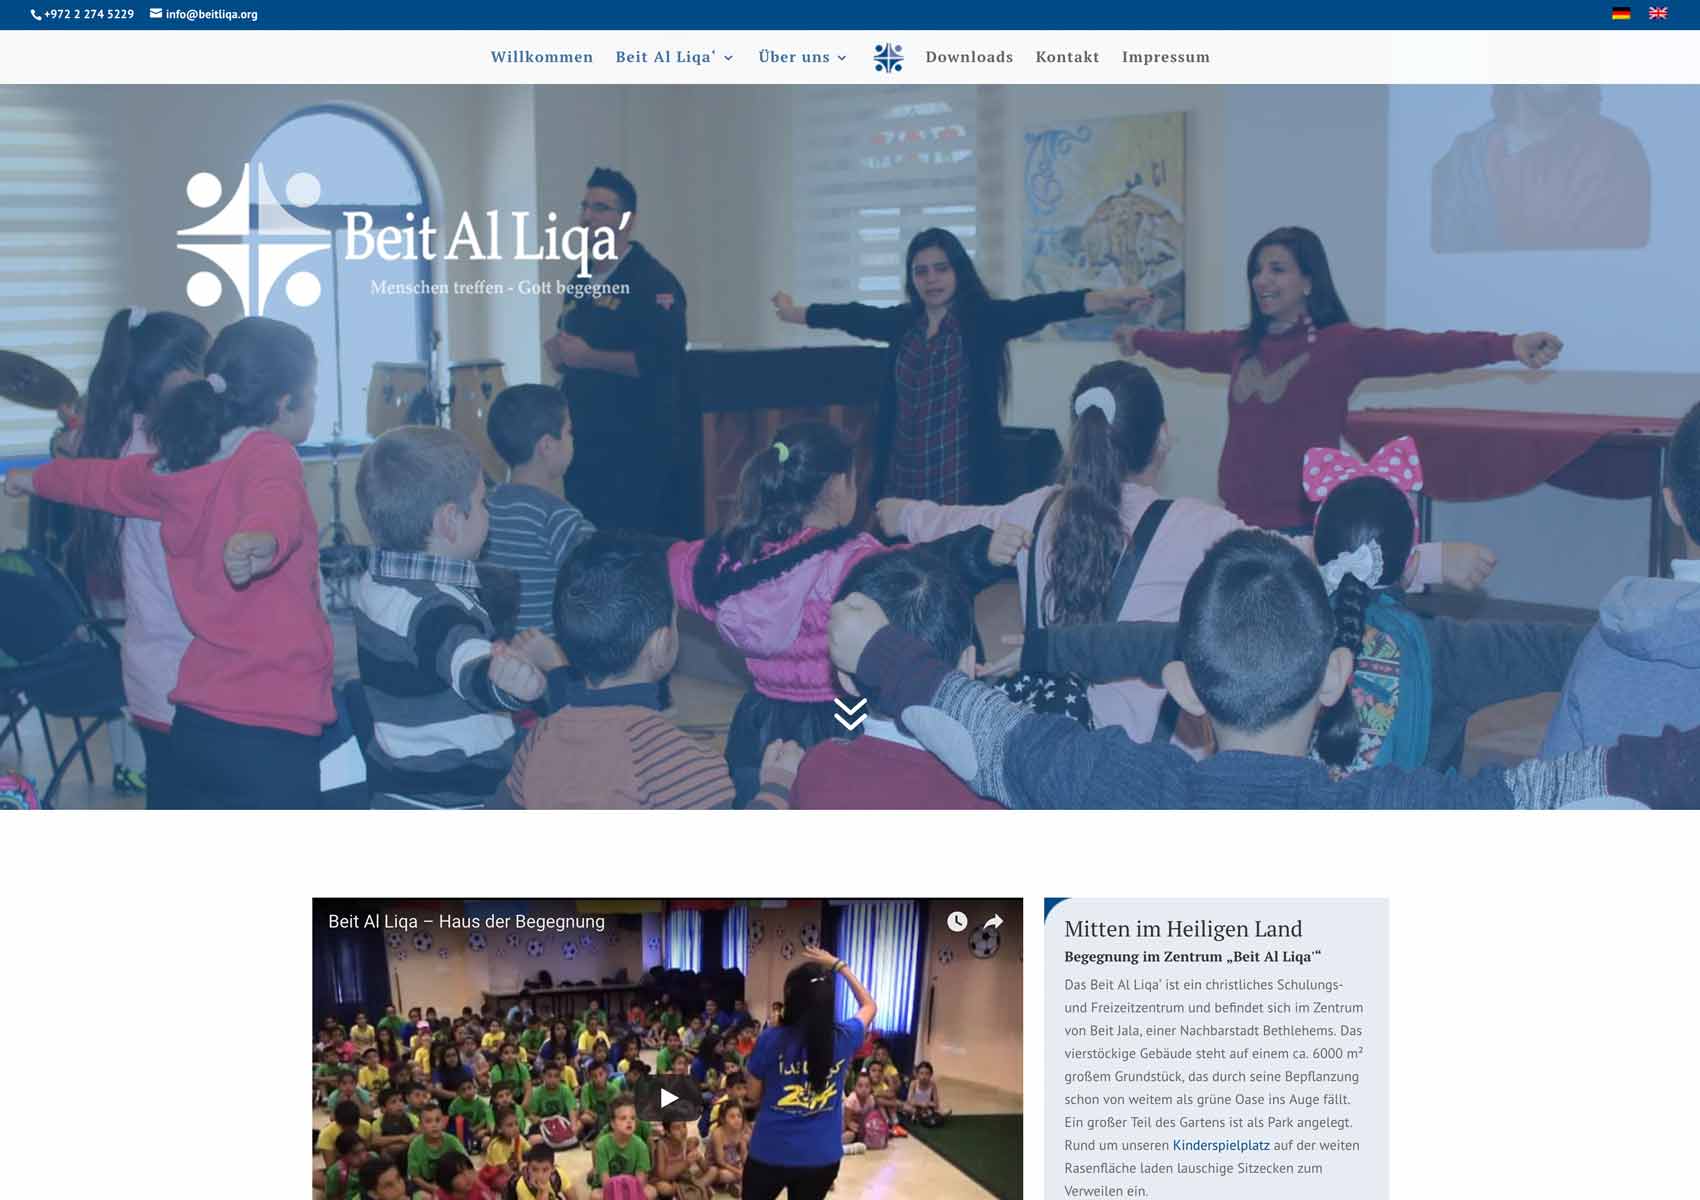 +972 2 274 5229 info@beitliqa.org
Willkommen Beit Al Liqa‘ Über uns Downloads Kontakt Impressum
Beit Al Liqa’
Menschen treffen - Gott begegnen
انا هو
Beit Al Liqa – Haus der Begegnung
Mitten im Heiligen Land
Begegnung im Zentrum „Beit Al Liqa'“
Das Beit Al Liqa’ ist ein christliches Schulungs-
und Freizeitzentrum und befindet sich im Zentrum
von Beit Jala, einer Nachbarstadt Bethlehems. Das
vierstöckige Gebäude steht auf einem ca. 6000 m²
großem Grundstück, das durch seine Bepflanzung
schon von weitem als grüne Oase ins Auge fällt.
Ein großer Teil des Gartens ist als Park angelegt.
Rund um unseren Kinderspielplatz auf der weiten
Rasenfläche laden lauschige Sitzecken zum
Verweilen ein.